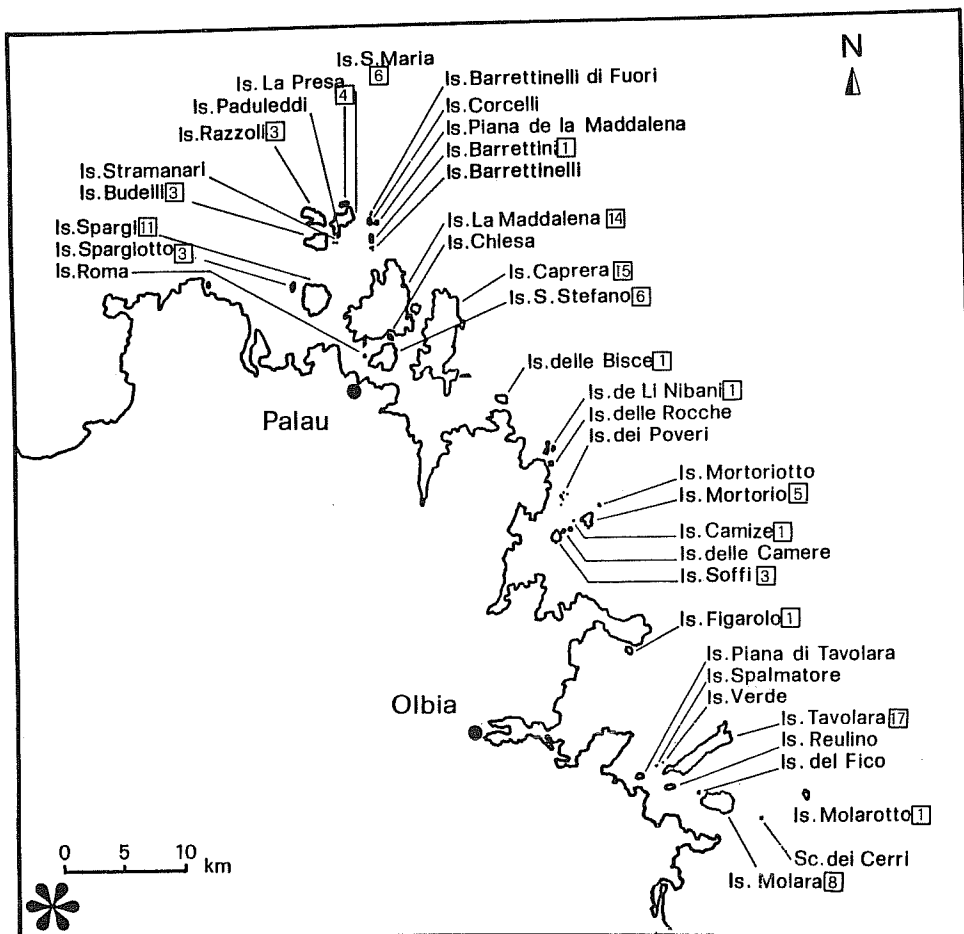 N
Is.S.Maria
6
Is. La Presa 4
Is. Paduleddi
Is. Razzoli 3
Is. Stramanari
Is. Budelli 3
Is. Spargi 11
Is. Spargiotto 3
Is. Roma
Is. Barrettinelli di Fuori
Is. Corcelli
Is. Piana de la Maddalena
Is. Barrettini 1
Is. Barrettinelli
Is. La Maddalena 14
Is. Chiesa
Is. Caprera 15
Is. S. Stefano 6
Is. delle Bisce 1
Is. de Li Nibani 1
Is. delle Rocche
Is. dei Poveri
Palau
Is. Mortoriotto
Is. Mortorio 5
Is. Camize 1
Is. delle Camere
Is. Soffi 3
Is. Figarolo 1
Is. Piana di Tavolara
Is. Spalmatore
Is. Verde
Olbia
Is. Tavolara 17
Is. Reulino
Is. del Fico
Is. Molarotto 1
Sc. dei Cerri
Is. Molara 8
0 5 10 km